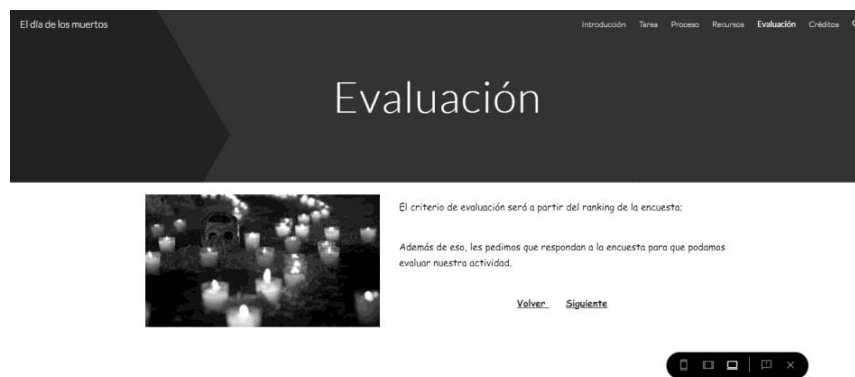 El día de los muertos
Introducción Tarea Proceso Recursos Evaluación Créditos
Evaluación
El criterio de evaluación será a partir del ranking de la encuesta;
Además de eso, les pedimos que respondan a la encuesta para que podamos
evaluar nuestra actividad.
Volver Siguiente